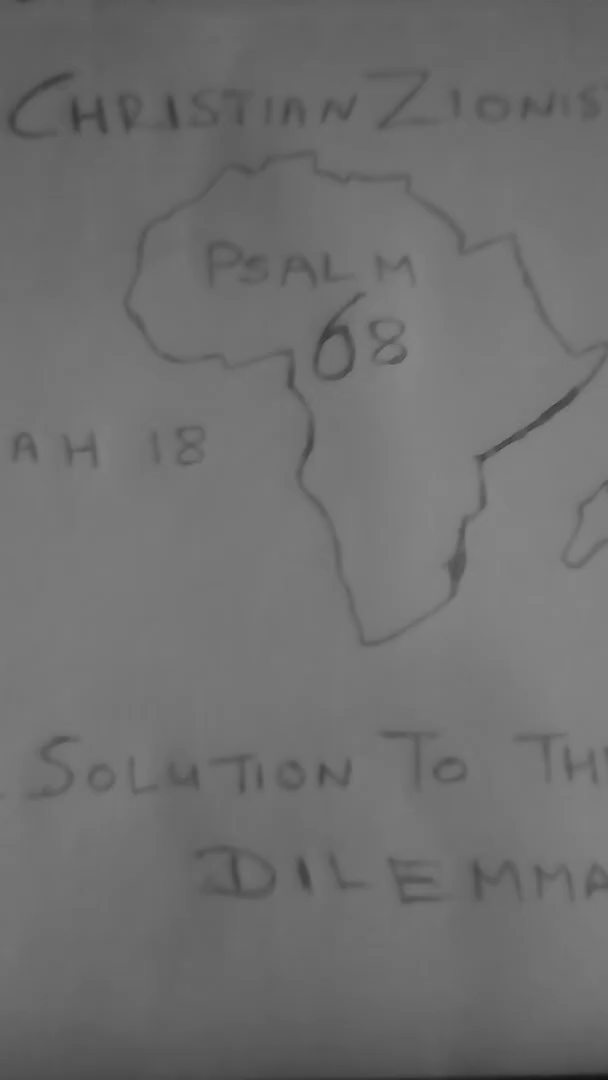 CHRISTIAN ZIONIS
PSALM
68
AH 18
SOLUTION TO TH
DILEMMA